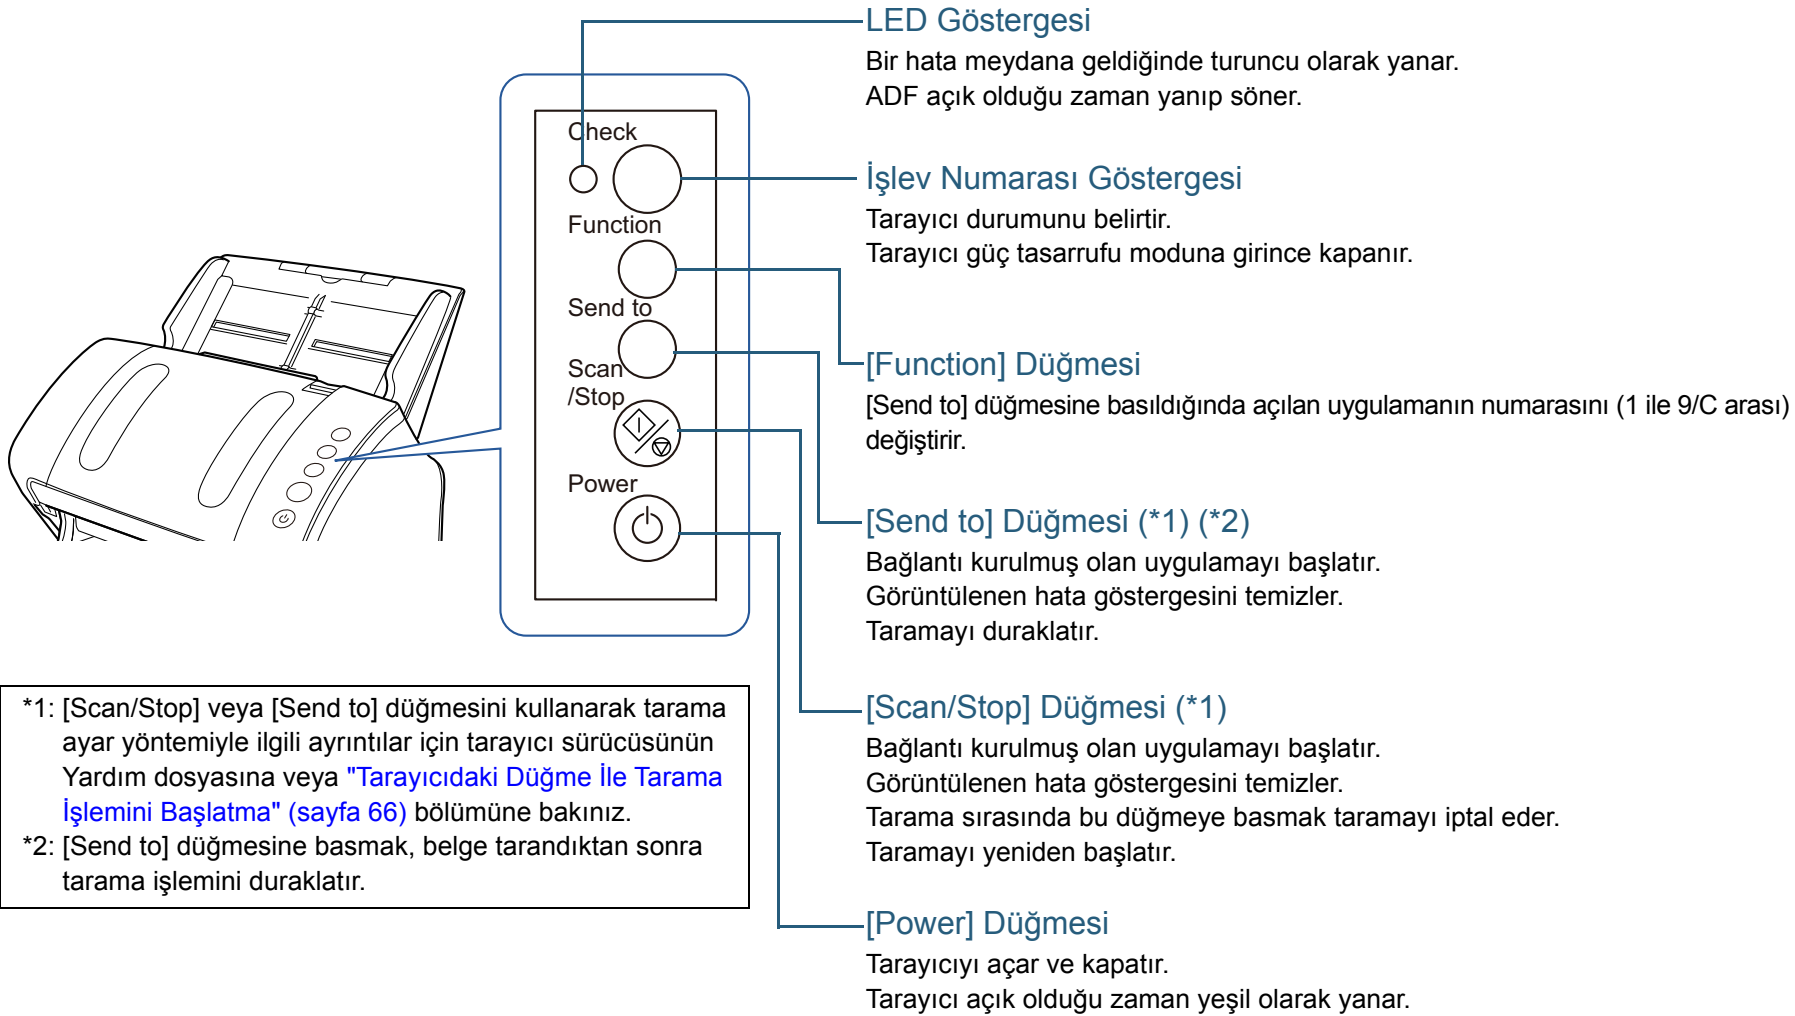 LED Göstergesi
Bir hata meydana geldiğinde turuncu olarak yanar.
ADF açık olduğu zaman yanıp söner.
Check
İşlev Numarası Göstergesi
Tarayıcı durumunu belirtir.
Tarayıcı güç tasarrufu moduna girince kapanır.
Function
Send to
Scan
/Stop
Power
[Function] Düğmesi
[Send to] düğmesine basıldığında açılan uygulamanın numarasını (1 ile 9/C arası)
değiştirir.
[Send to] Düğmesi (*1) (*2)
Bağlantı kurulmuş olan uygulamayı başlatır.
Görüntülenen hata göstergesini temizler.
Taramayı duraklatır.
[Scan/Stop] Düğmesi (*1)
Bağlantı kurulmuş olan uygulamayı başlatır.
Görüntülenen hata göstergesini temizler.
Tarama sırasında bu düğmeye basmak taramayı iptal eder.
Taramayı yeniden başlatır.
[Power] Düğmesi
Tarayıcıyı açar ve kapatır.
Tarayıcı açık olduğu zaman yeşil olarak yanar.
*1: [Scan/Stop] veya [Send to] düğmesini kullanarak tarama
ayar yöntemiyle ilgili ayrıntılar için tarayıcı sürücüsünün
Yardım dosyasına veya "Tarayıcıdaki Düğme İle Tarama
İşlemini Başlatma" (sayfa 66) bölümüne bakınız.
*2: [Send to] düğmesine basmak, belge tarandıktan sonra
tarama işlemini duraklatır.